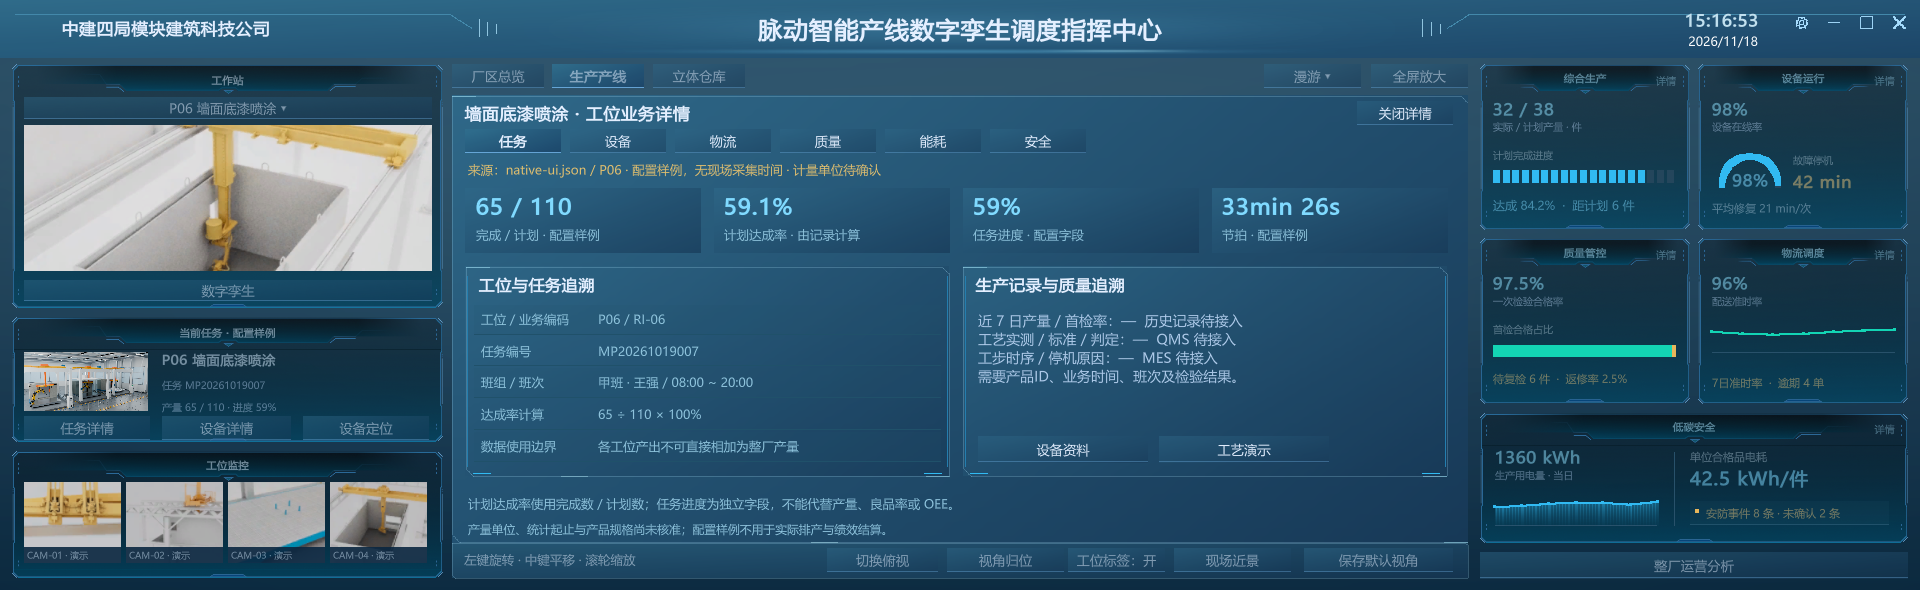 中建四局模块建筑科技公司
脉动智能产线数字孪生调度指挥中心
15:16:53
2026/11/18
工作站
P06 墙面底漆喷涂 ▾
数字孪生
当前任务 · 配置样例
P06 墙面底漆喷涂
任务 MP20261019007
产量 65 / 110 · 进度 59%
任务详情
设备详情
设备定位
工位监控
CAM-01 · 演示
CAM-02 · 演示
CAM-03 · 演示
CAM-04 · 演示
厂区总览
生产产线
立体仓库
漫游 ▾
全屏放大
墙面底漆喷涂 · 工位业务详情
关闭详情
任务
设备
物流
质量
能耗
安全
来源：native-ui.json / P06 · 配置样例，无现场采集时间 · 计量单位待确认
65 / 110
完成 / 计划 · 配置样例
59.1%
计划达成率 · 由记录计算
59%
任务进度 · 配置字段
33min 26s
节拍 · 配置样例
工位与任务追溯
工位 / 业务编码 P06 / RI-06
任务编号 MP20261019007
班组 / 班次 甲班 · 王强 / 08:00 ~ 20:00
达成率计算 65 ÷ 110 × 100%
数据使用边界 各工位产出不可直接相加为整厂产量
生产记录与质量追溯
近 7 日产量 / 首检率：— 历史记录待接入
工艺实测 / 标准 / 判定：— QMS 待接入
工步时序 / 停机原因：— MES 待接入
需要产品ID、业务时间、班次及检验结果。
设备资料
工艺演示
计划达成率使用完成数 / 计划数；任务进度为独立字段，不能代替产量、良品率或 OEE。
产量单位、统计起止与产品规格尚未核准；配置样例不用于实际排产与绩效结算。
左键旋转 · 中键平移 · 滚轮缩放
切换俯视
视角归位
工位标签：开
现场近景
保存默认视角
综合生产
详情
32 / 38
实际 / 计划产量 · 件
计划完成进度
达成 84.2% · 距计划 6 件
设备运行
详情
98%
设备在线率
98%
故障停机
42 min
平均修复 21 min/次
质量管控
详情
97.5%
一次检验合格率
首检合格占比
待复检 6 件 · 返修率 2.5%
物流调度
详情
96%
配送准时率
7日准时率 · 逾期 4 单
低碳安全
详情
1360 kWh
生产用电量 · 当日
单位合格品电耗
42.5 kWh/件
安防事件 8 条 · 未确认 2 条
整厂运营分析